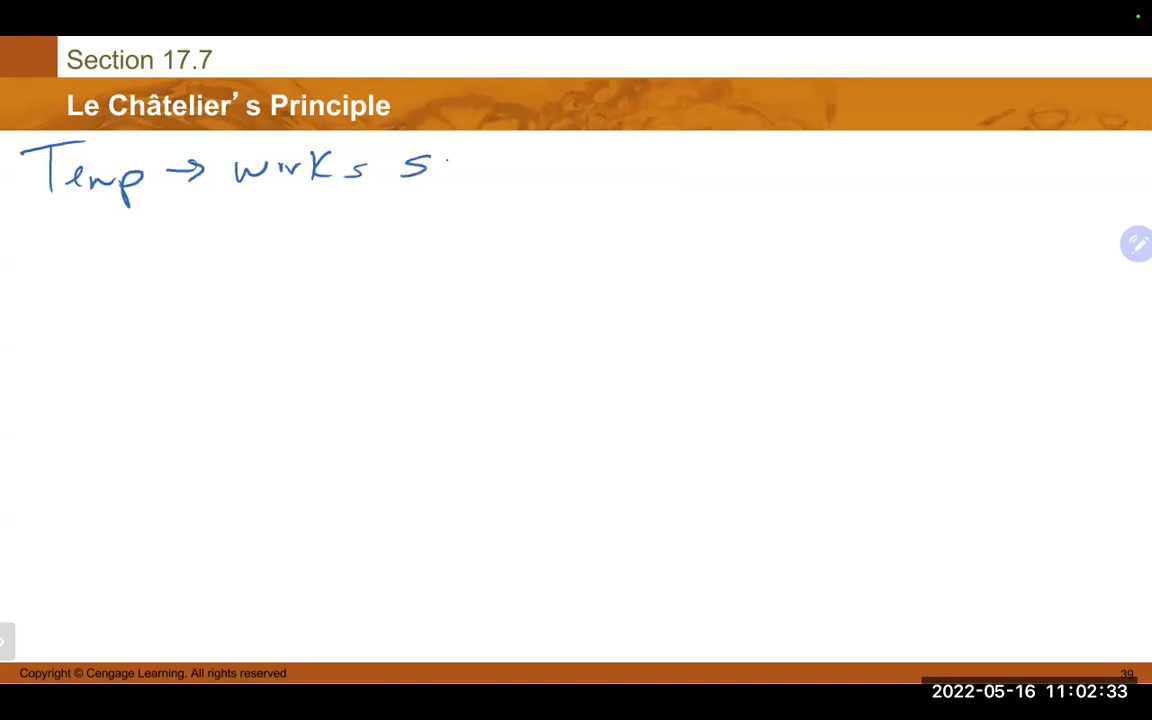 Section 17.7
Le Châtelier’s Principle
Temp → works s
Copyright © Cengage Learning. All rights reserved
39
2022-05-16 11:02:33